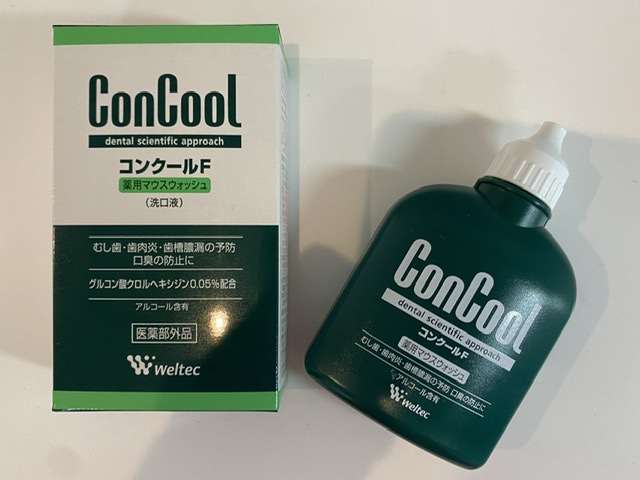 ConCool
dental scientific approach
コンクールF
薬用マウスウォッシュ
(洗口液)
むし歯・歯肉炎・歯槽膿漏の予防
口臭の防止に
グルコン酸クロルヘキシジン0.05%配合
アルコール含有
医薬部外品
weltec
ConCool
dental scientific approach
コンクールF
薬用マウスウォッシュ
むし歯・歯肉炎・歯槽膿漏の予防 口臭の防止に
アルコール含有
weltec